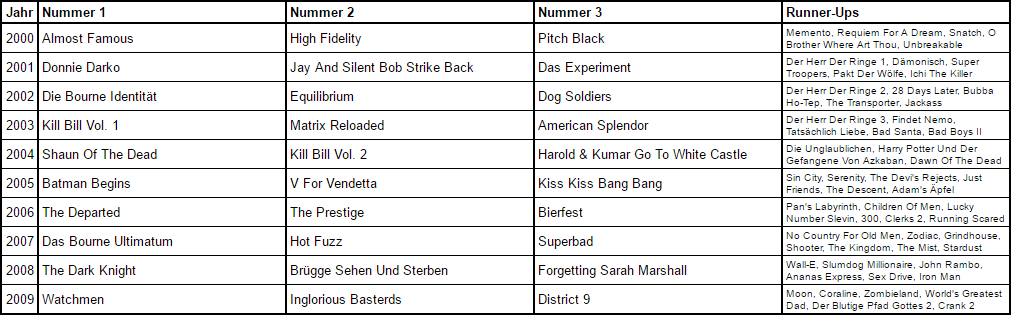 Jahr Nummer 1 Nummer 2 Nummer 3 Runner-Ups
2000 Almost Famous High Fidelity Pitch Black Memento, Requiem For A Dream, Snatch, O
Brother Where Art Thou, Unbreakable
2001 Donnie Darko Jay And Silent Bob Strike Back Das Experiment Der Herr Der Ringe 1, Dämonisch, Super
Troopers, Pakt Der Wölfe, Ichi The Killer
2002 Die Bourne Identität Equilibrium Dog Soldiers Der Herr Der Ringe 2, 28 Days Later, Bubba
Ho-Tep, The Transporter, Jackass
2003 Kill Bill Vol. 1 Matrix Reloaded American Splendor Der Herr Der Ringe 3, Findet Nemo,
Tatsächlich Liebe, Bad Santa, Bad Boys II
2004 Shaun Of The Dead Kill Bill Vol. 2 Harold & Kumar Go To White Castle Die Unglaublichen, Harry Potter Und Der
Gefangene Von Azkaban, Dawn Of The Dead
2005 Batman Begins V For Vendetta Kiss Kiss Bang Bang Sin City, Serenity, The Devi's Rejects, Just
Friends, The Descent, Adam's Äpfel
2006 The Departed The Prestige Bierfest Pan's Labyrinth, Children Of Men, Lucky
Number Slevin, 300, Clerks 2, Running Scared
2007 Das Bourne Ultimatum Hot Fuzz Superbad No Country For Old Men, Zodiac, Grindhouse,
Shooter, The Kingdom, The Mist, Stardust
2008 The Dark Knight Brügge Sehen Und Sterben Forgetting Sarah Marshall Wall-E, Slumdog Millionaire, John Rambo,
Ananas Express, Sex Drive, Iron Man
2009 Watchmen Inglorious Basterds District 9 Moon, Coraline, Zombieland, World's Greatest
Dad, Der Blutige Pfad Gottes 2, Crank 2